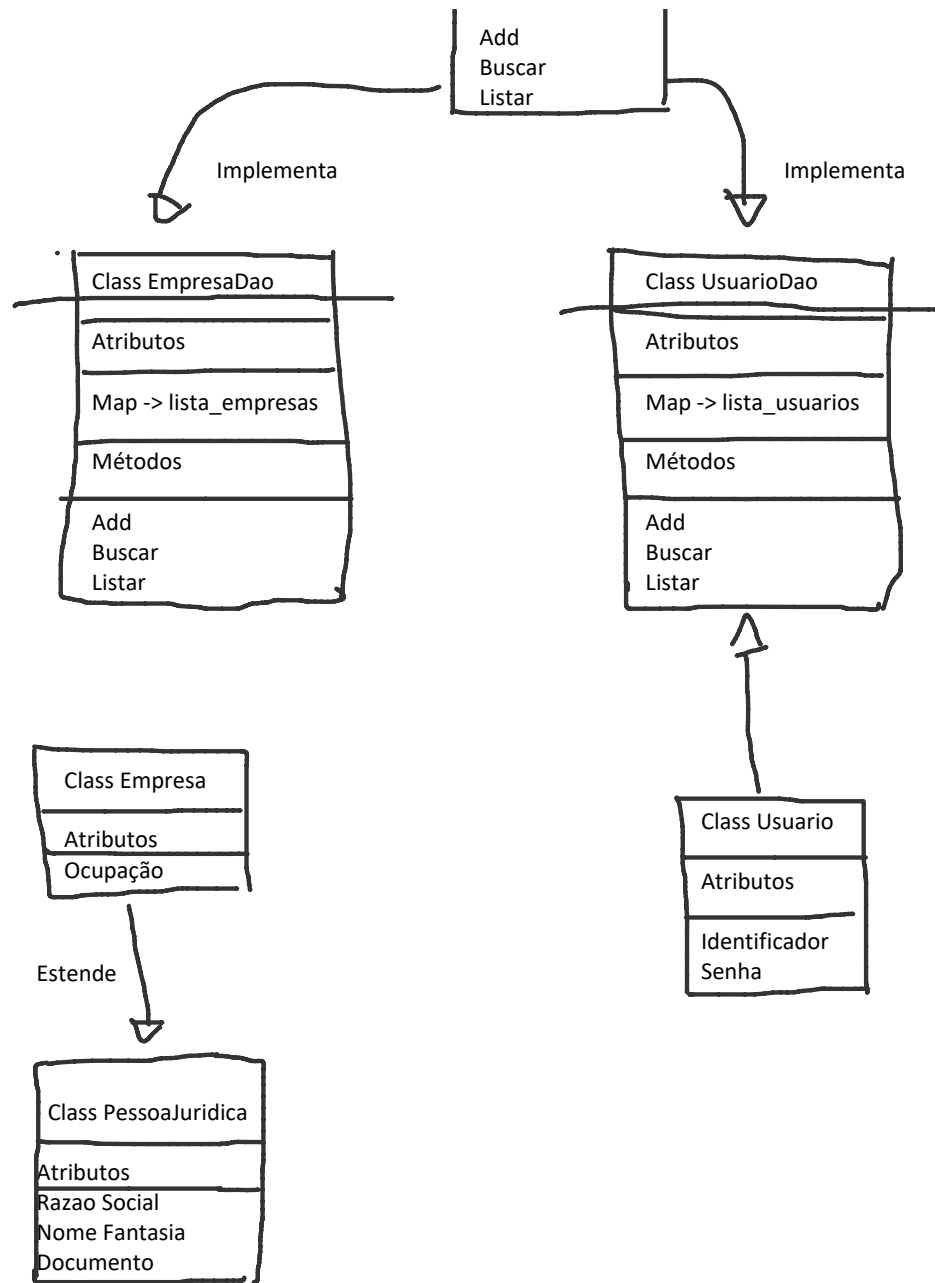 Add
Buscar
Listar
Implementa
Implementa
Class EmpresaDao
Atributos
Map -> lista_empresas
Métodos
Add
Buscar
Listar
Class UsuarioDao
Atributos
Map -> lista_usuarios
Métodos
Add
Buscar
Listar
Class Empresa
Atributos
Ocupação
Class Usuario
Atributos
Identificador
Senha
Estende
Class PessoaJuridica
Atributos
Razao Social
Nome Fantasia
Documento